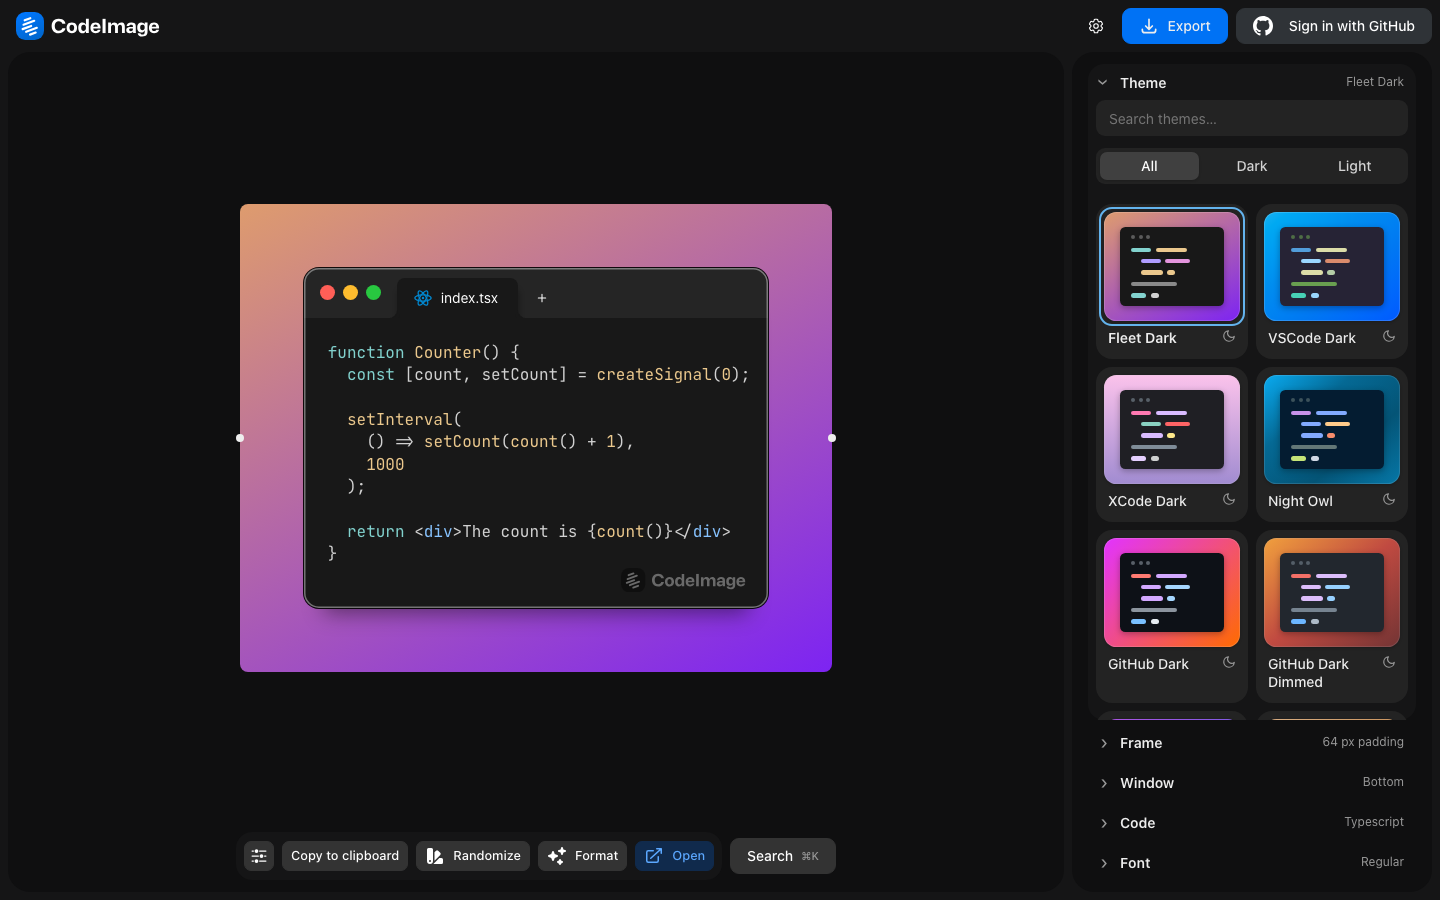 CodeImage
Export
Sign in with GitHub
index.tsx
+
function Counter() {
  const [count, setCount] = createSignal(0);
  setInterval(
    () => setCount(count() + 1),
    1000
  );
  return <div>The count is {count()}</div>
}
CodeImage
Copy to clipboard
Randomize
Format
Open
Search ⌘K
Theme
Fleet Dark
Search themes...
All
Dark
Light
Fleet Dark
VSCode Dark
XCode Dark
Night Owl
GitHub Dark
GitHub Dark
Dimmed
Frame
64 px padding
Window
Bottom
Code
Typescript
Font
Regular